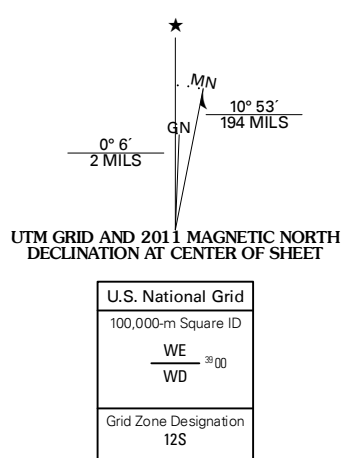 ★
MN
10° 53´
194 MILS
GN
0° 6´
2 MILS
UTM GRID AND 2011 MAGNETIC NORTH
DECLINATION AT CENTER OF SHEET
U.S. National Grid
100,000-m Square ID
WE
3900
WD
Grid Zone Designation
12S